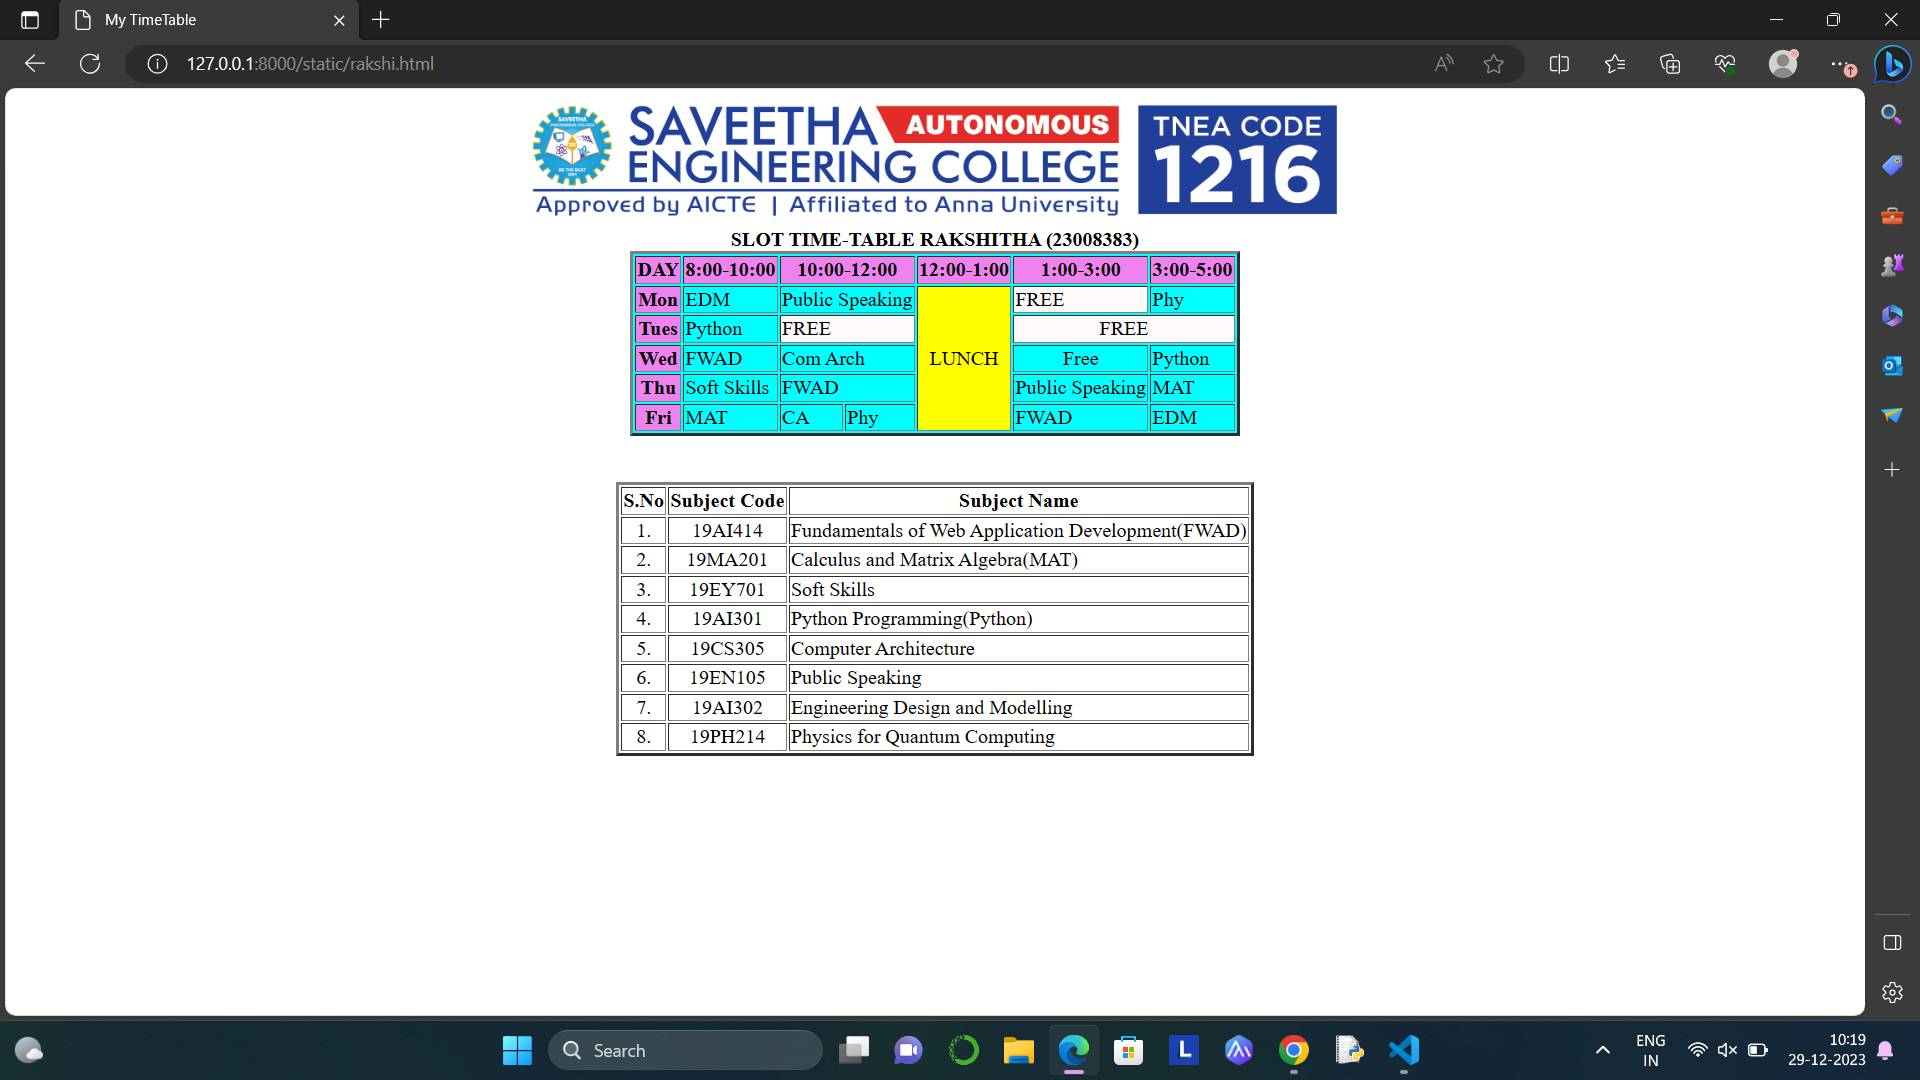 My TimeTable
127.0.0.1:8000/static/rakshi.html
SAVEETHA AUTONOMOUS
ENGINEERING COLLEGE
Approved by AICTE | Affiliated to Anna University
TNEA CODE
1216
SLOT TIME-TABLE RAKSHITHA (23008383)
DAY 8:00-10:00 10:00-12:00 12:00-1:00 1:00-3:00 3:00-5:00
Mon EDM Public Speaking FREE Phy
Tues Python FREE FREE
Wed FWAD Com Arch LUNCH Free Python
Thu Soft Skills FWAD Public Speaking MAT
Fri MAT CA Phy FWAD EDM
S.No Subject Code Subject Name
1. 19AI414 Fundamentals of Web Application Development(FWAD)
2. 19MA201 Calculus and Matrix Algebra(MAT)
3. 19EY701 Soft Skills
4. 19AI301 Python Programming(Python)
5. 19CS305 Computer Architecture
6. 19EN105 Public Speaking
7. 19AI302 Engineering Design and Modelling
8. 19PH214 Physics for Quantum Computing
Search
ENG
IN
10:19
29-12-2023